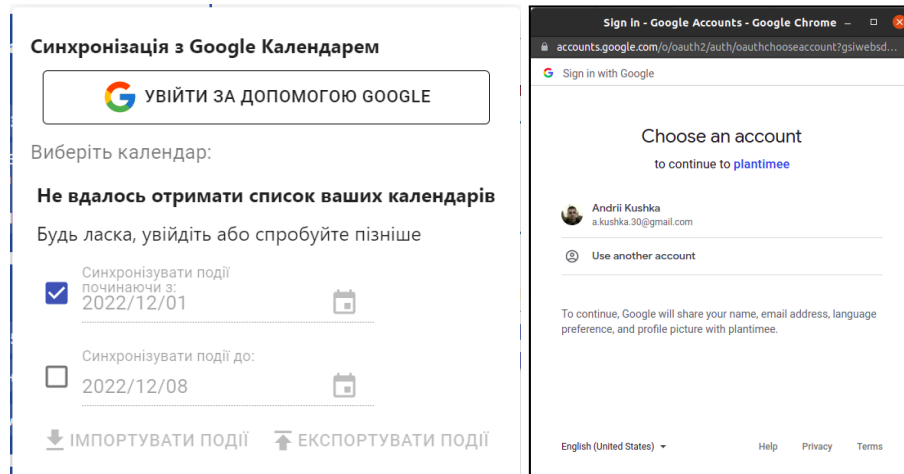 Синхронізація з Google Календарем
УВІЙТИ ЗА ДОПОМОГОЮ GOOGLE
Виберіть календар:
Не вдалось отримати список ваших календарів
Будь ласка, увійдіть або спробуйте пізніше
Синхронізувати події
починаючи з:
2022/12/01
Синхронізувати події до:
2022/12/08
ІМПОРТУВАТИ ПОДІЇ ЕКСПОРТУВАТИ ПОДІЇ
Sign in - Google Accounts - Google Chrome
accounts.google.com/o/oauth2/auth/oauthchooseaccount?gsiwebsd...
Sign in with Google
Choose an account
to continue to plantimee
Andrii Kushka
a.kushka.30@gmail.com
Use another account
To continue, Google will share your name, email address, language
preference, and profile picture with plantimee.
English (United States) Help Privacy Terms